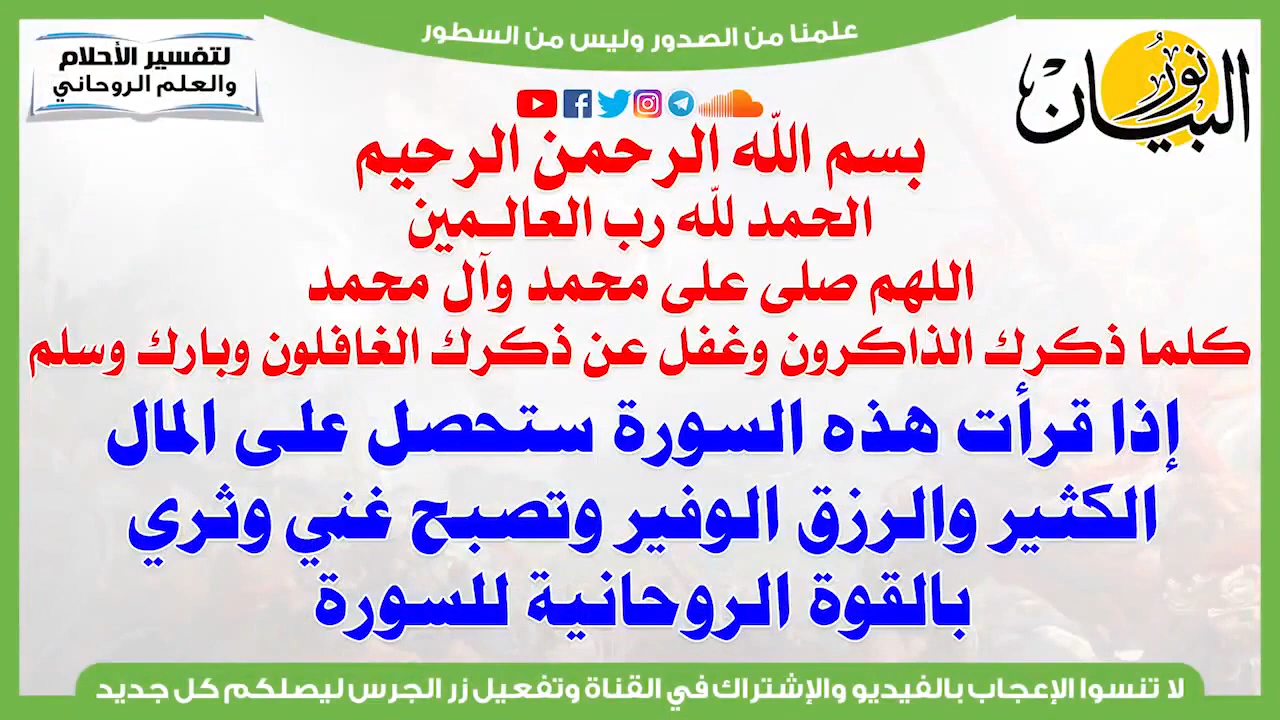 علمنا من الصدور وليس من السطور
لتفسير الأحلام
والعلم الروحاني
نور
البيان
بسم الله الرحمن الرحيم
الحمد لله رب العالـمين
اللهم صلى على محمد وآل محمد
كلما ذكرك الذاكرون وغفل عن ذكرك الغافلون وبارك وسلم
إذا قرأت هذه السورة ستحصل على المال
الكثير والرزق الوفير وتصبح غني وثري
بالقوة الروحانية للسورة
لا تنسوا الإعجاب بالفيديو والإشتراك في القناة وتفعيل زر الجرس ليصلكم كل جديد